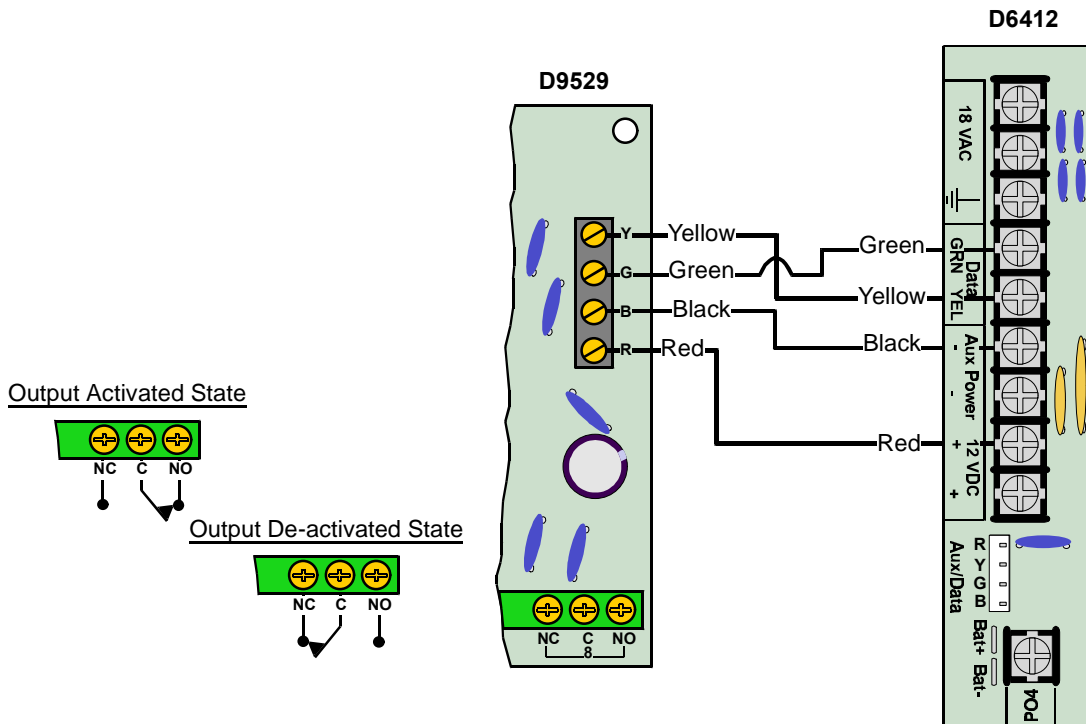 D6412
D9529
18 VAC
GRN
Data
YEL
-
Aux Power
-
+
12 VDC
+
R
Y
G
B
Aux/Data
Bat+
Bat-
PO4
Green
Yellow
Black
Red
Yellow
Green
Black
Red
Y
G
B
R
NC C NO
8
Output Activated State
NC C NO
Output De-activated State
NC C NO